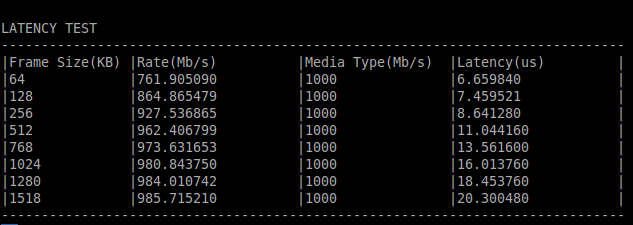 LATENCY TEST
------------------------------------------------------------------------------
|Frame Size(KB) |Rate(Mb/s) |Media Type(Mb/s) |Latency(us) |
|64 |761.905090 |1000 |6.659840 |
|128 |864.865479 |1000 |7.459521 |
|256 |927.536865 |1000 |8.641280 |
|512 |962.406799 |1000 |11.044160 |
|768 |973.631653 |1000 |13.561600 |
|1024 |980.843750 |1000 |16.013760 |
|1280 |984.010742 |1000 |18.453760 |
|1518 |985.715210 |1000 |20.300480 |
------------------------------------------------------------------------------